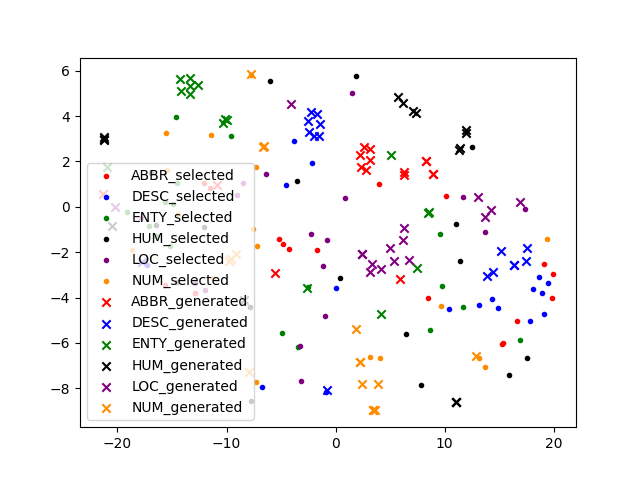 6
4
2
0
−2
−4
−6
−8
−20
−10
0
10
20
ABBR_selected
DESC_selected
ENTY_selected
HUM_selected
LOC_selected
NUM_selected
ABBR_generated
DESC_generated
ENTY_generated
HUM_generated
LOC_generated
NUM_generated